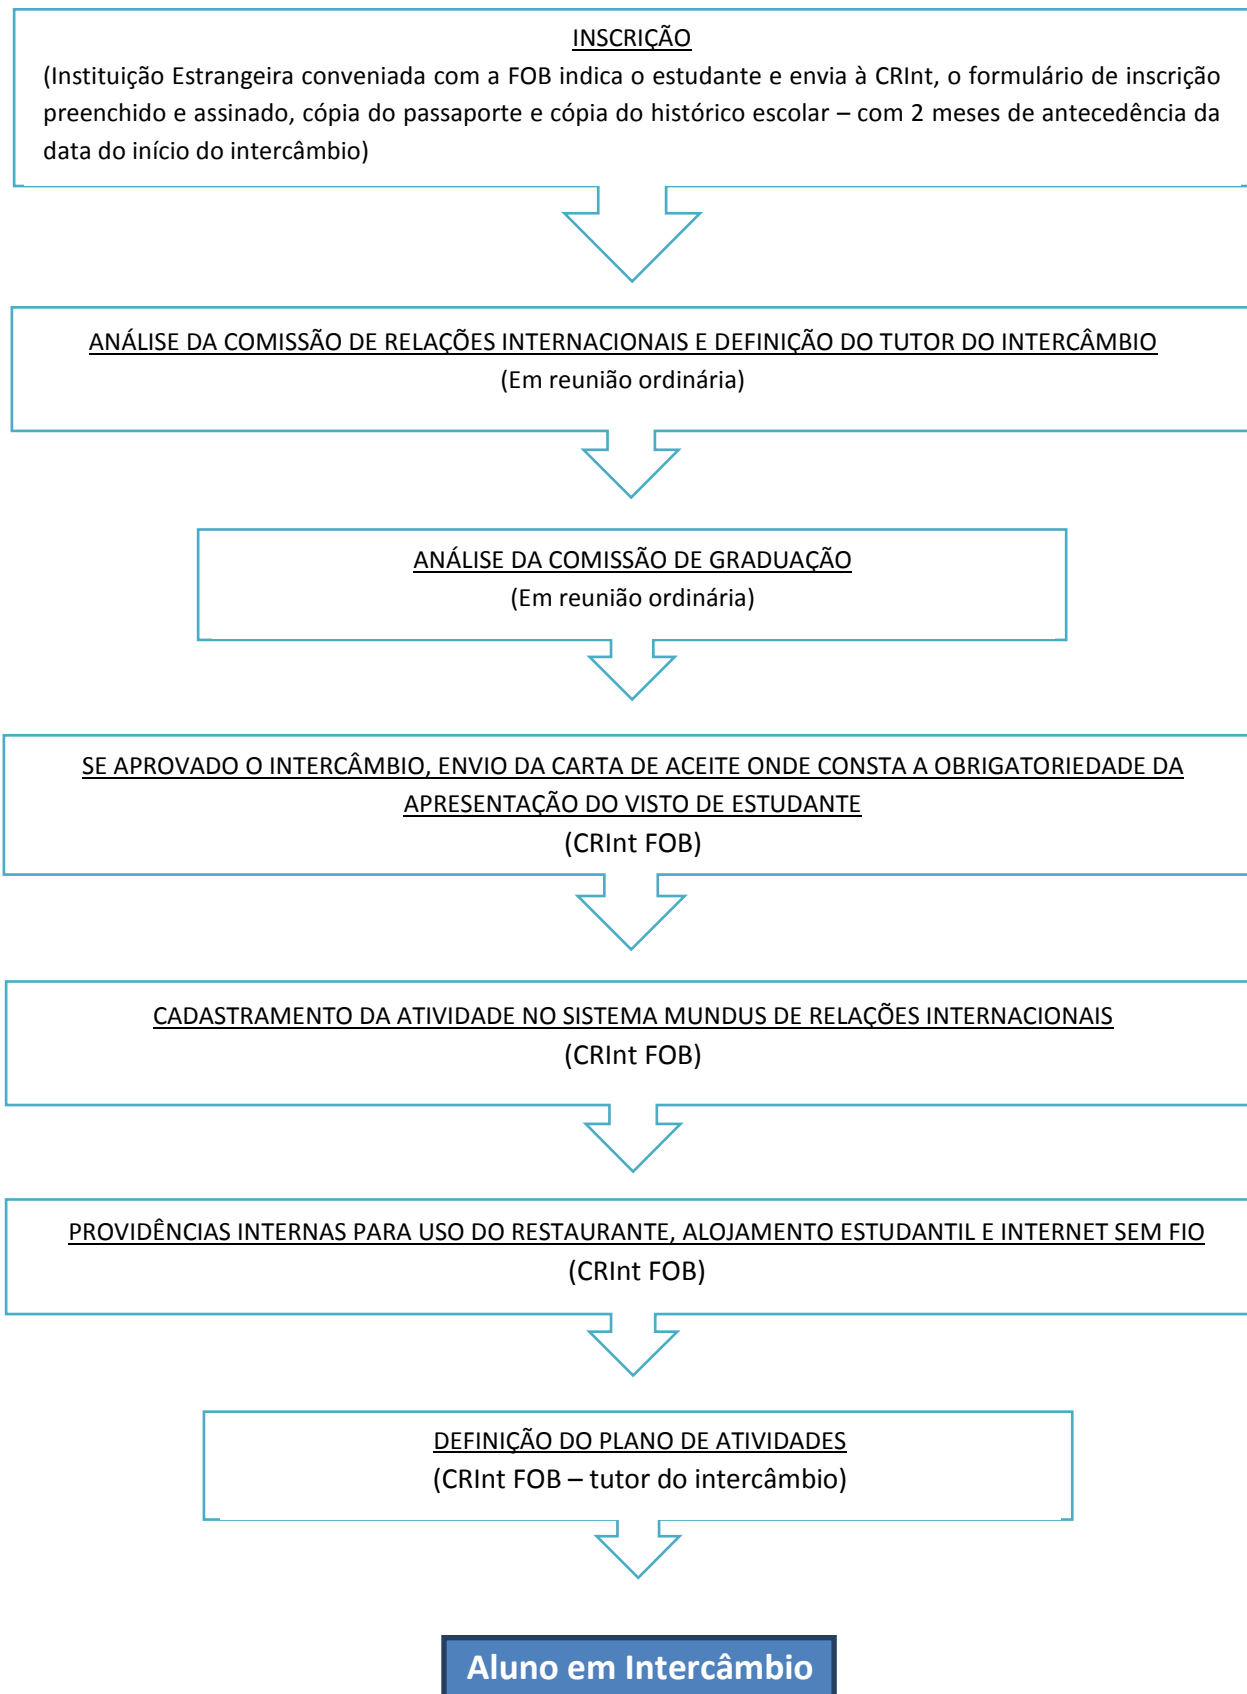 INSCRIÇÃO
(Instituição Estrangeira conveniada com a FOB indica o estudante e envia à CRInt, o formulário de inscrição
preenchido e assinado, cópia do passaporte e cópia do histórico escolar – com 2 meses de antecedência da
data do início do intercâmbio)
ANÁLISE DA COMISSÃO DE RELAÇÕES INTERNACIONAIS E DEFINIÇÃO DO TUTOR DO INTERCÂMBIO
(Em reunião ordinária)
ANÁLISE DA COMISSÃO DE GRADUAÇÃO
(Em reunião ordinária)
SE APROVADO O INTERCÂMBIO, ENVIO DA CARTA DE ACEITE ONDE CONSTA A OBRIGATORIEDADE DA
APRESENTAÇÃO DO VISTO DE ESTUDANTE
(CRInt FOB)
CADASTRAMENTO DA ATIVIDADE NO SISTEMA MUNDUS DE RELAÇÕES INTERNACIONAIS
(CRInt FOB)
PROVIDÊNCIAS INTERNAS PARA USO DO RESTAURANTE, ALOJAMENTO ESTUDANTIL E INTERNET SEM FIO
(CRInt FOB)
DEFINIÇÃO DO PLANO DE ATIVIDADES
(CRInt FOB – tutor do intercâmbio)
Aluno em Intercâmbio